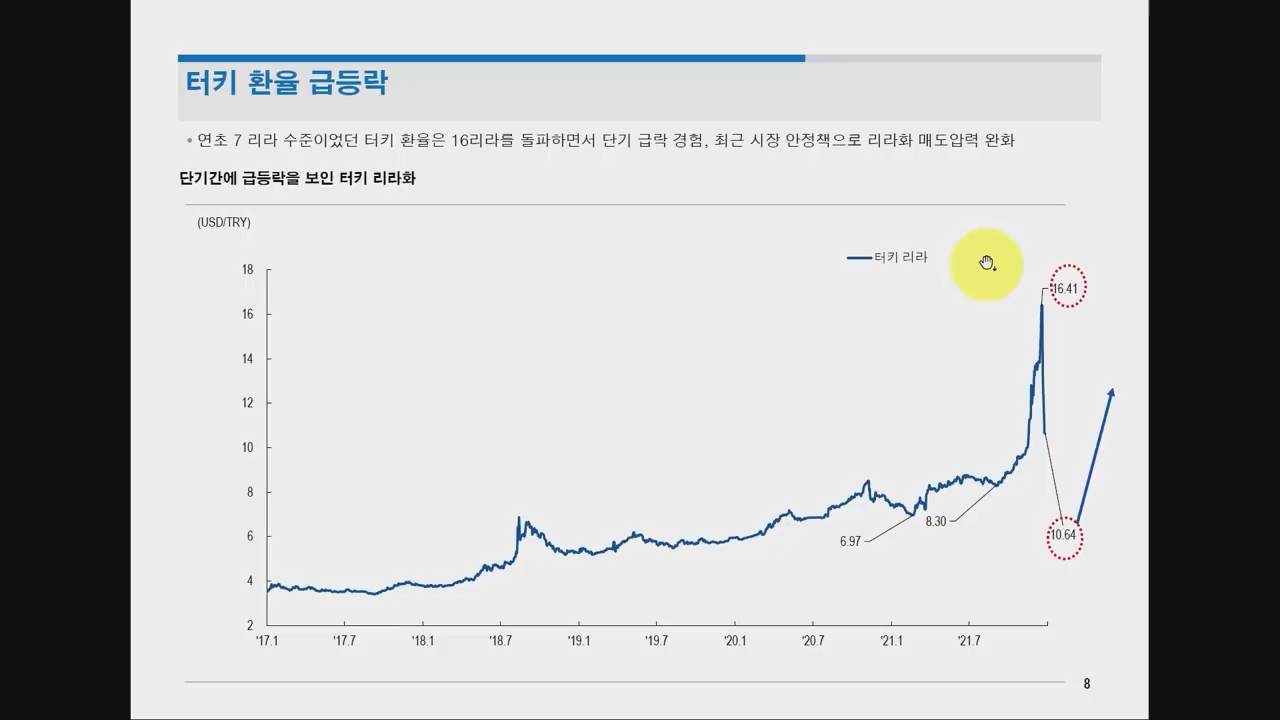 터키 환율 급등락
• 연초 7 리라 수준이었던 터키 환율은 16리라를 돌파하면서 단기 급락 경험, 최근 시장 안정책으로 리라화 매도압력 완화
단기간에 급등락을 보인 터키 리라화
(USD/TRY)
터키 리라
18
16.41
16
14
12
10
8
8.30
6.97
10.64
6
4
2
'17.1 '17.7 '18.1 '18.7 '19.1 '19.7 '20.1 '20.7 '21.1 '21.7
8